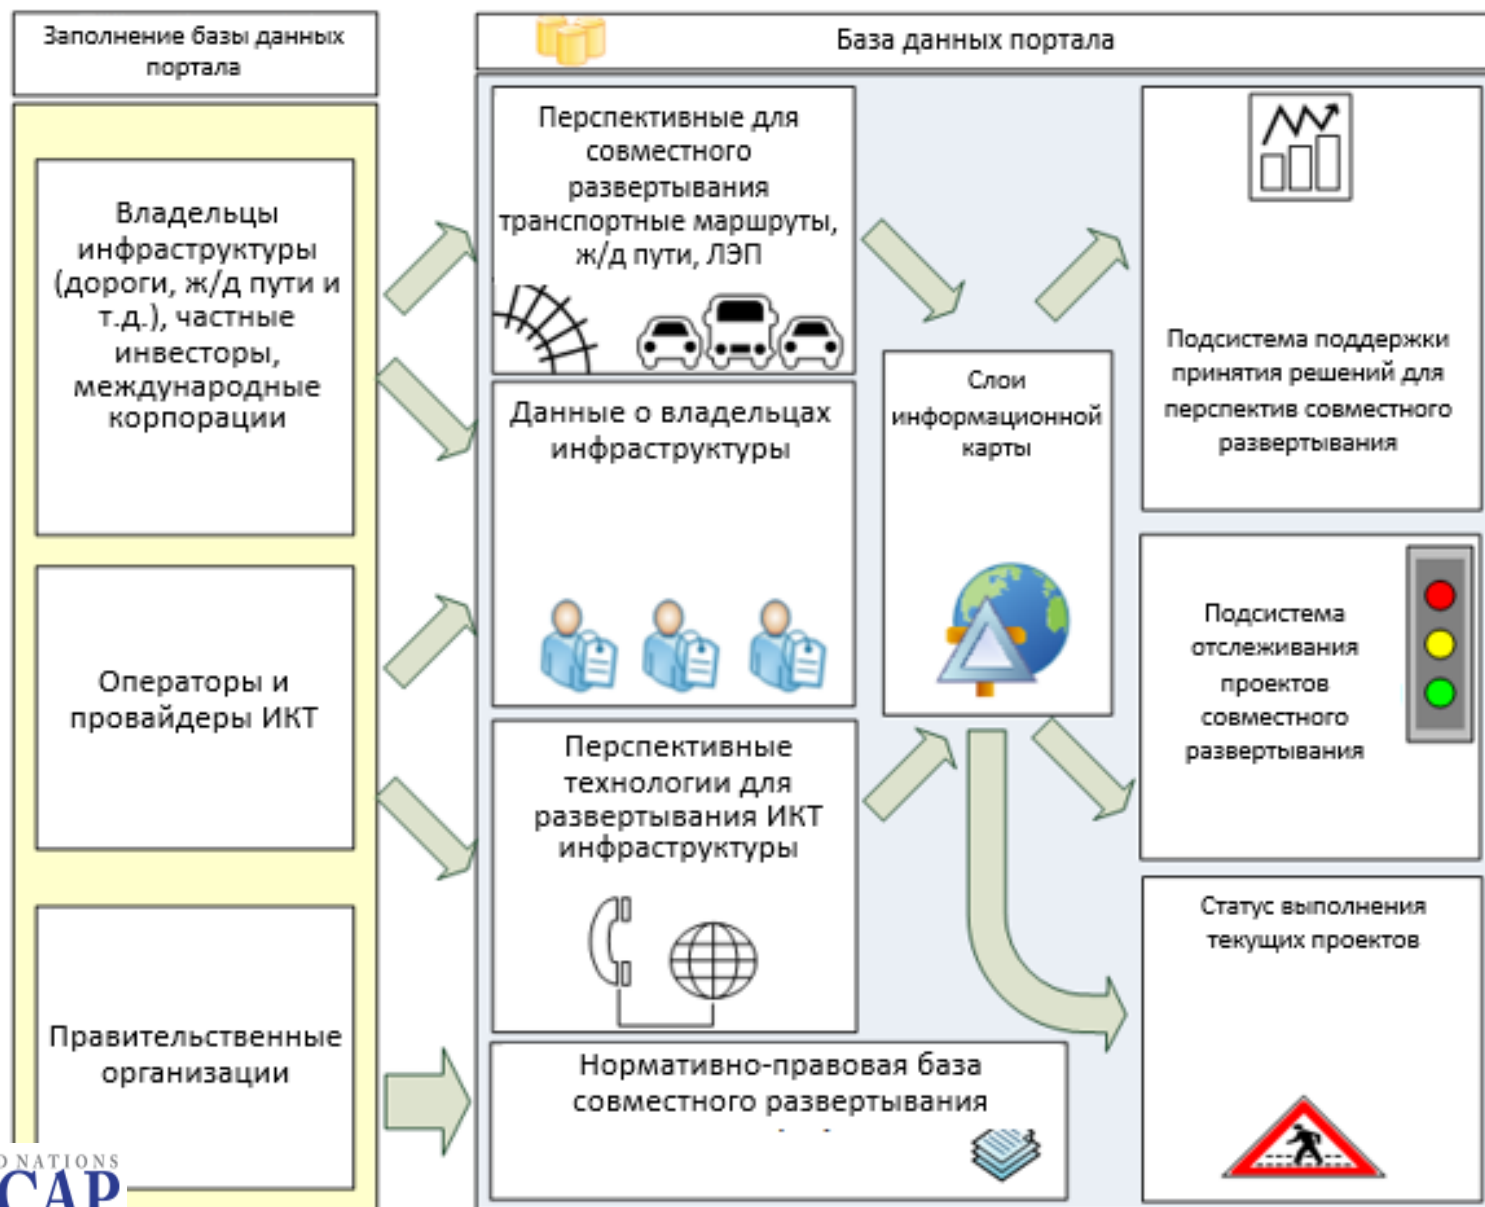 Заполнение базы данных
портала
База данных портала
Владельцы
инфраструктуры
(дороги, ж/д пути и
т.д.), частные
инвесторы,
международные
корпорации
Операторы и
провайдеры ИКТ
Правительственные
организации
Перспективные для
совместного
развертывания
транспортные маршруты,
ж/д пути, ЛЭП
Данные о владельцах
инфраструктуры
Перспективные
технологии для
развертывания ИКТ
инфраструктуры
Нормативно-правовая база
совместного развертывания
Слои
информационной
карты
Подсистема поддержки
принятия решений для
перспектив совместного
развертывания
Подсистема
отслеживания
проектов
совместного
развертывания
Статус выполнения
текущих проектов
D NATIONS
CAP